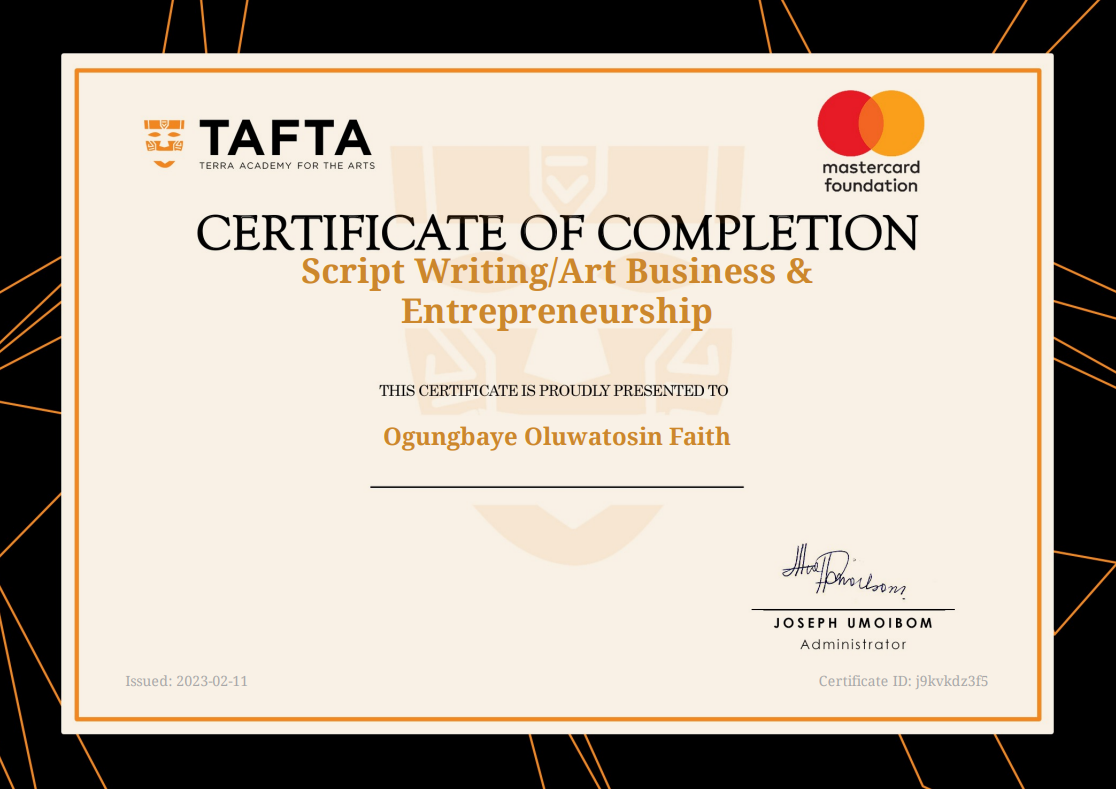 TAFTA
TERRA ACADEMY FOR THE ARTS
mastercard
foundation
CERTIFICATE OF COMPLETION
Script Writing/Art Business &
Entrepreneurship
THIS CERTIFICATE IS PROUDLY PRESENTED TO
Ogungbaye Oluwatosin Faith
JOSEPH UMOIBOM
Administrator
Issued: 2023-02-11
Certificate ID: j9kvkdz3f5